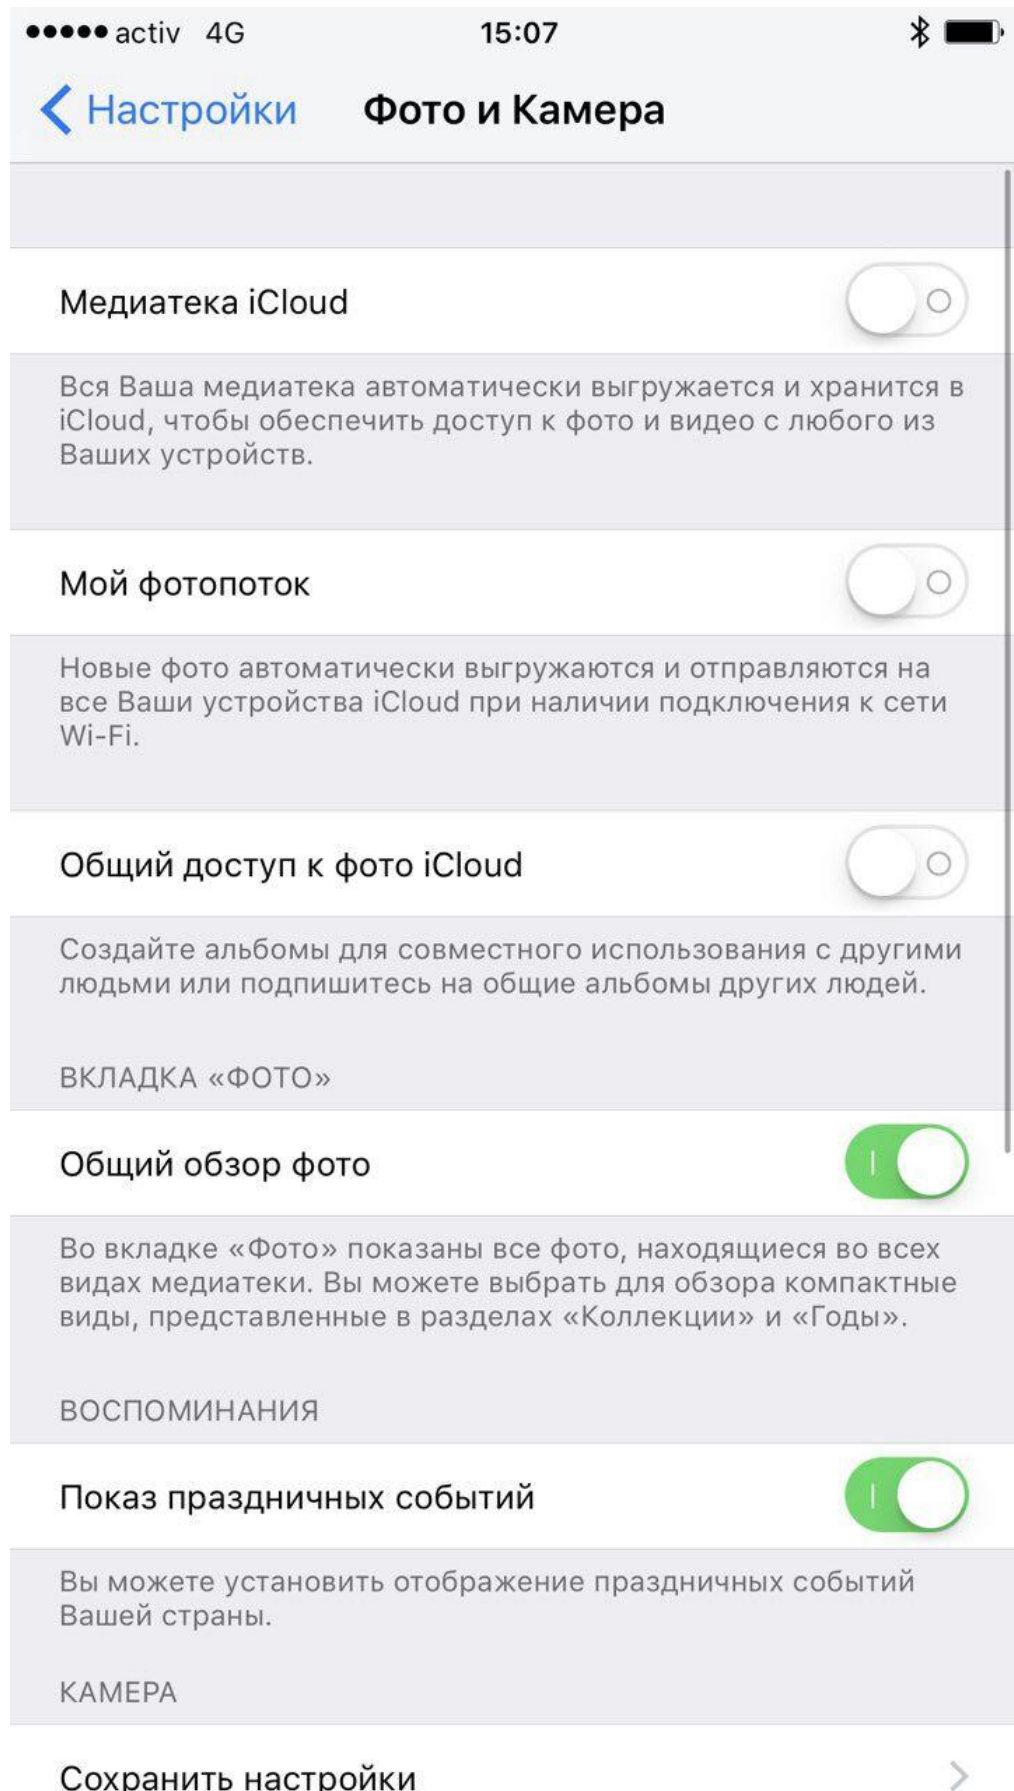 activ 4G 15:07
Настройки Фото и Камера
Медиатека iCloud
Вся Ваша медиатека автоматически выгружается и хранится в
iCloud, чтобы обеспечить доступ к фото и видео с любого из
Ваших устройств.
Мой фотопоток
Новые фото автоматически выгружаются и отправляются на
все Ваши устройства iCloud при наличии подключения к сети
Wi-Fi.
Общий доступ к фото iCloud
Создайте альбомы для совместного использования с другими
людьми или подпишитесь на общие альбомы других людей.
ВКЛАДКА «ФОТО»
Общий обзор фото
Во вкладке «Фото» показаны все фото, находящиеся во всех
видах медиатеки. Вы можете выбрать для обзора компактные
виды, представленные в разделах «Коллекции» и «Годы».
ВОСПОМИНАНИЯ
Показ праздничных событий
Вы можете установить отображение праздничных событий
Вашей страны.
КАМЕРА
Сохранить настройки